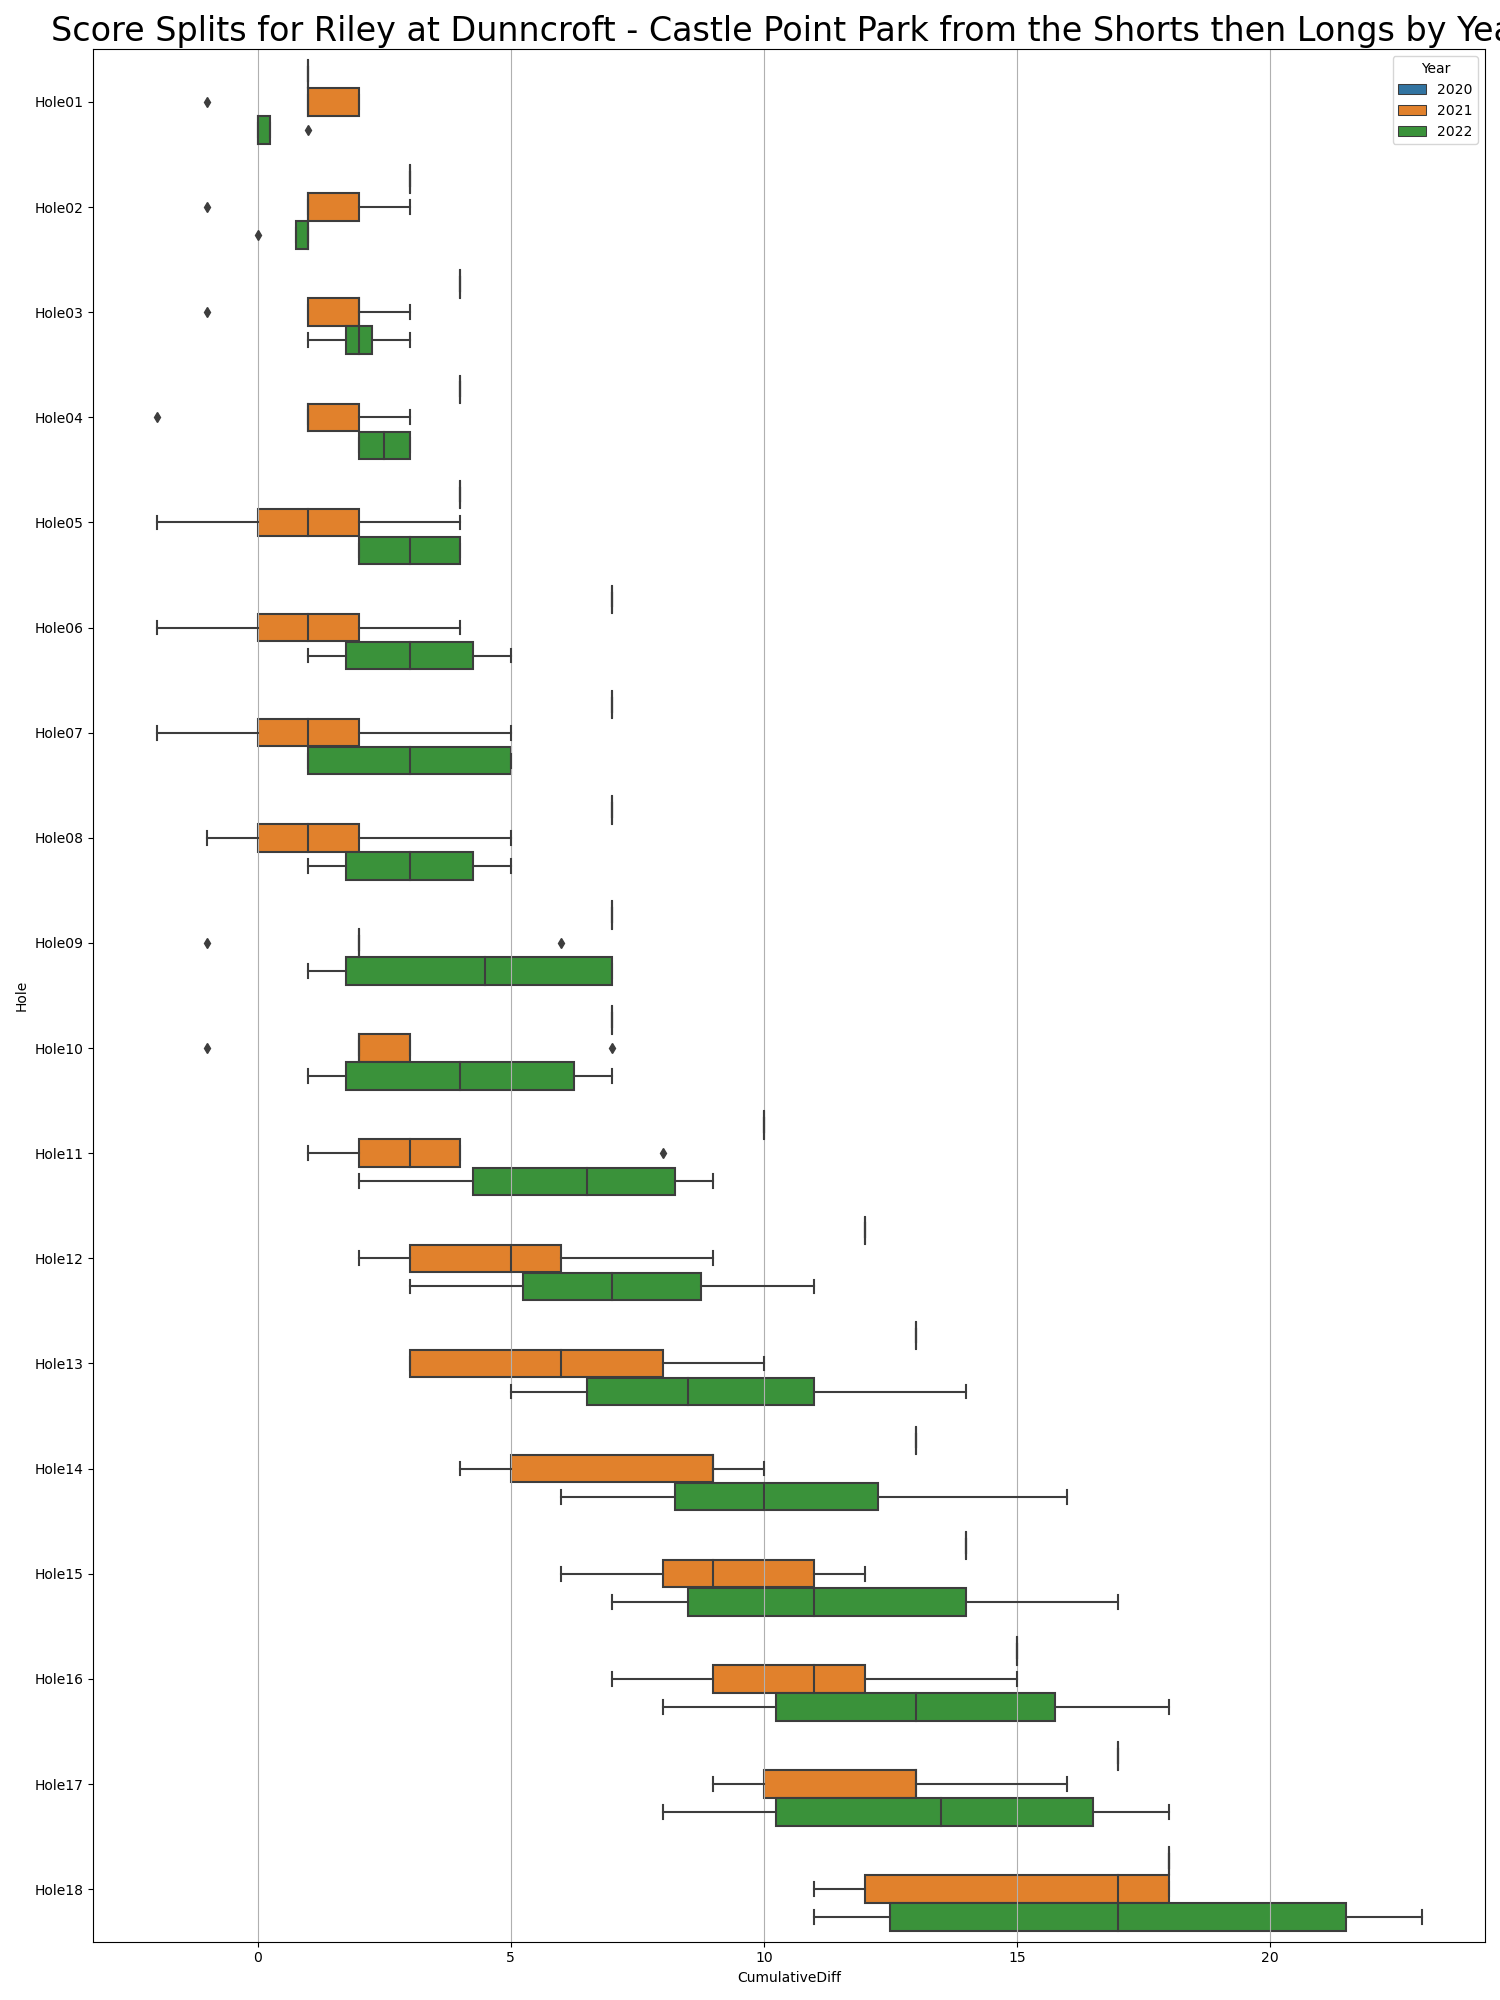 Score Splits for Riley at Dunncroft - Castle Point Park from the Shorts then Longs by Yea
Year
2020
2021
2022
Hole01
Hole02
Hole03
Hole04
Hole05
Hole06
Hole07
Hole08
Hole09
Hole
Hole10
Hole11
Hole12
Hole13
Hole14
Hole15
Hole16
Hole17
Hole18
0 5 10 15 20
CumulativeDiff